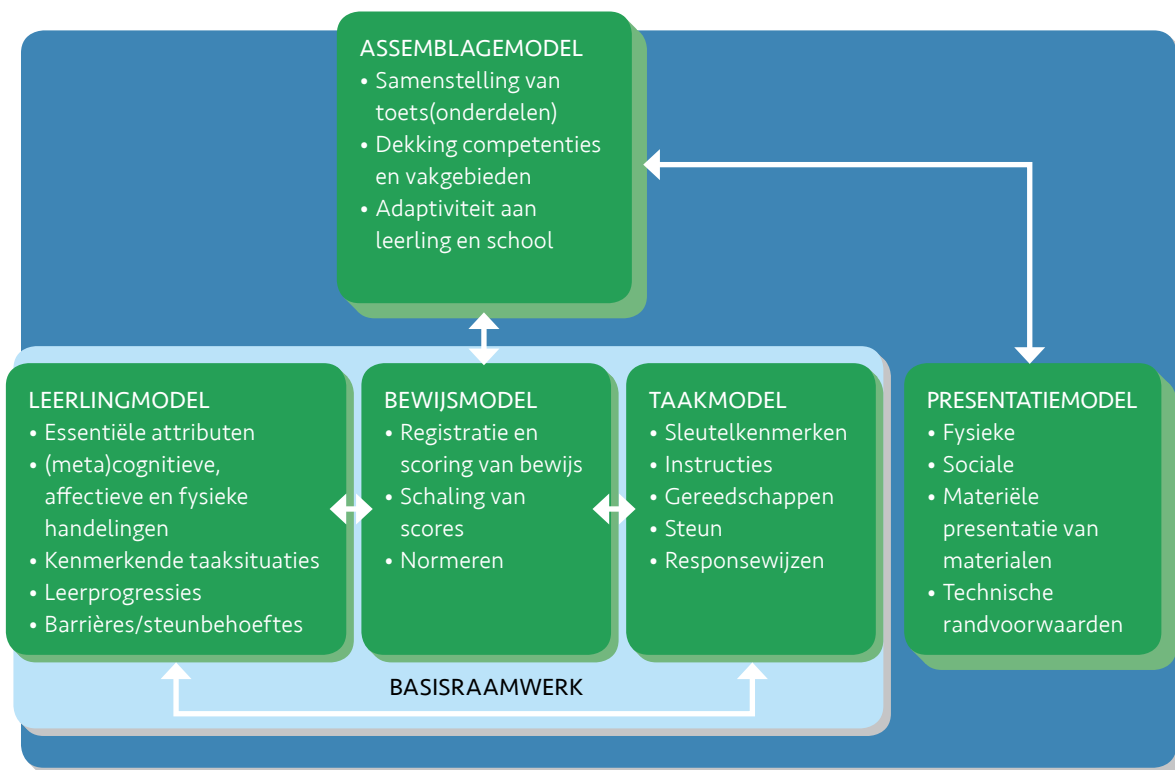 ASSEMBLAGEMODEL
• Samenstelling van
toets(onderdelen)
• Dekking competenties
en vakgebieden
• Adaptiviteit aan
leerling en school
LEERLINGMODEL
• Essentiële attributen
• (meta)cognitieve,
affectieve en fysieke
handelingen
• Kenmerkende taaksituaties
• Leerprogressies
• Barrières/steunbehoeftes
BEWIJSMODEL
• Registratie en
scoring van bewijs
• Schaling van
scores
• Normeren
TAAKMODEL
• Sleutelkenmerken
• Instructies
• Gereedschappen
• Steun
• Responsewijzen
PRESENTATIEMODEL
• Fysieke
• Sociale
• Materiële
presentatie van
materialen
• Technische
randvoorwaarden
BASISRAAMWERK